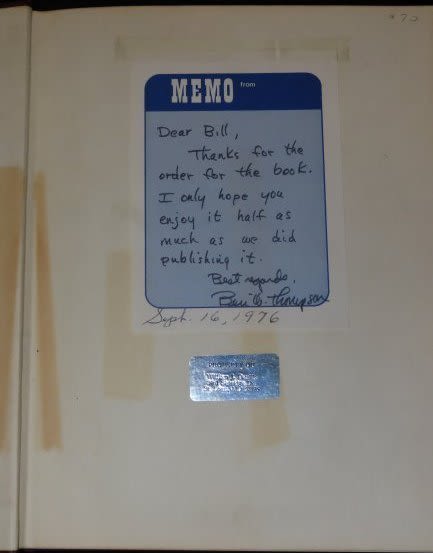 $70
MEMO from
Dear Bill,
Thanks for the
order for the book.
I only hope you
enjoy it half as
much as we did
publishing it.
Best regards,
Thompson
Sept. 16, 1976